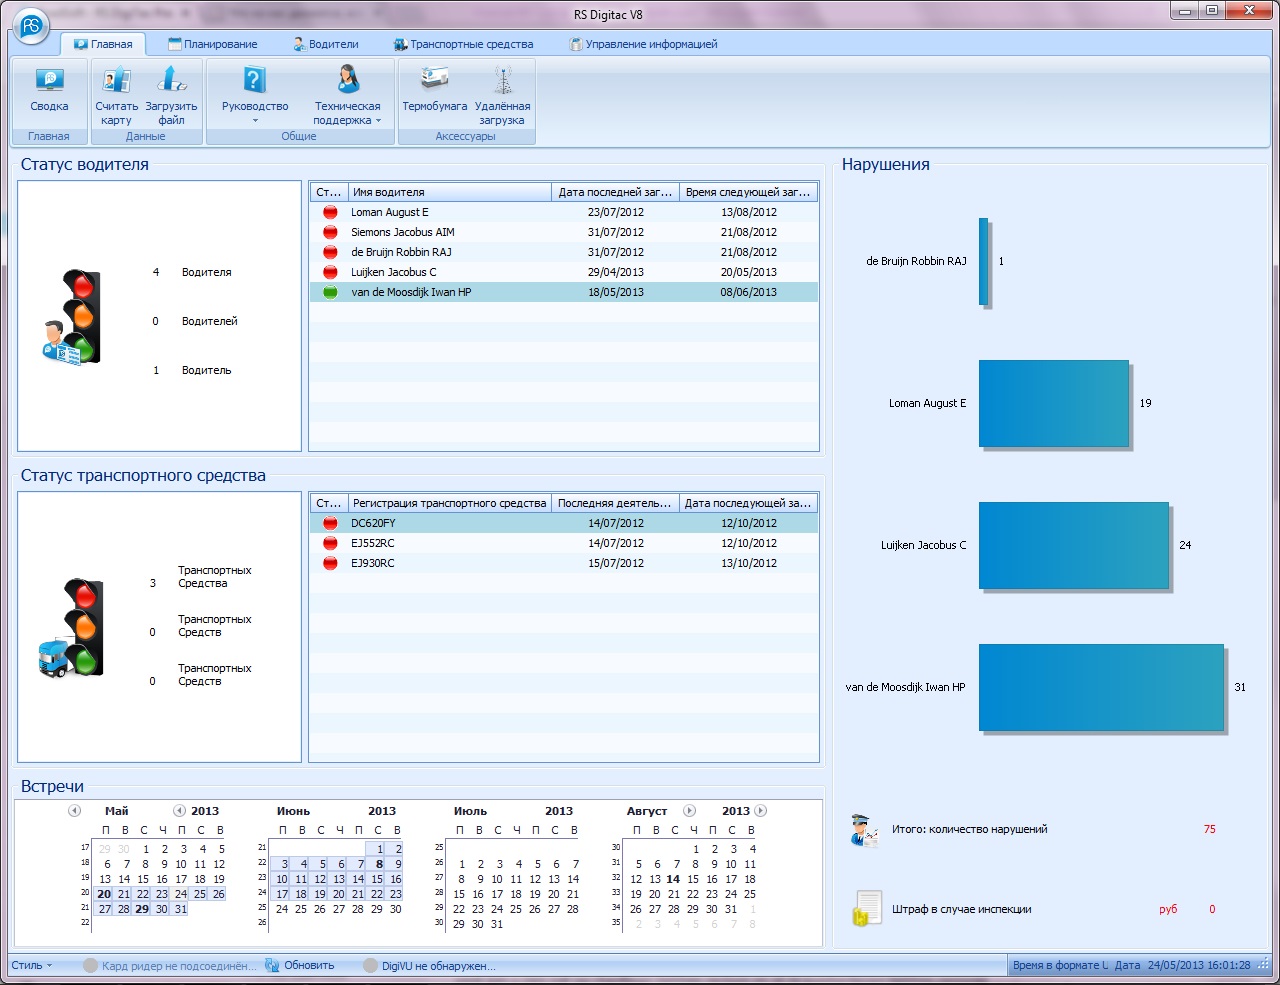 RS Digitac V8
RS
Главная Планирование Водители Транспортные средства Управление информацией
Сводка
Считать карту
Загрузить файл
Руководство
Техническая поддержка
Термобумага
Удалённая загрузка
Главная Данные Общие Аксессуары
Статус водителя
4 Водителя
0 Водителей
1 Водитель
Ст... Имя водителя Дата последней заг... Время следующей заг...
Loman August E 23/07/2012 13/08/2012
Siemons Jacobus AIM 31/07/2012 21/08/2012
de Bruijn Robbin RAJ 31/07/2012 21/08/2012
Luijken Jacobus C 29/04/2013 20/05/2013
van de Moosdijk Iwan HP 18/05/2013 08/06/2013
Статус транспортного средства
3 Транспортных Средства
0 Транспортных Средств
0 Транспортных Средств
Ст... Регистрация транспортного средства Последняя деятель... Дата последующей за...
DC620FY 14/07/2012 12/10/2012
EJ552RC 14/07/2012 12/10/2012
EJ930RC 15/07/2012 13/10/2012
Нарушения
de Bruijn Robbin RAJ 1
Loman August E 19
Luijken Jacobus C 24
van de Moosdijk Iwan HP 31
Итого: количество нарушений 75
Штраф в случае инспекции руб 0
Встречи
Май 2013
П В С Ч П С В
17 29 30 1 2 3 4 5
18 6 7 8 9 10 11 12
19 13 14 15 16 17 18 19
20 20 21 22 23 24 25 26
21 27 28 29 30 31
22
Июнь 2013
П В С Ч П С В
21 1 2
22 3 4 5 6 7 8 9
23 10 11 12 13 14 15 16
24 17 18 19 20 21 22 23
25 24 25 26 27 28 29 30
26
Июль 2013
П В С Ч П С В
25
26 1 2 3 4 5 6 7
27 8 9 10 11 12 13 14
28 15 16 17 18 19 20 21
29 22 23 24 25 26 27 28
30 29 30 31
Август 2013
П В С Ч П С В
30 1 2 3 4
31 5 6 7 8 9 10 11
32 12 13 14 15 16 17 18
33 19 20 21 22 23 24 25
34 26 27 28 29 30 31 1
35 2 3 4 5 6 7 8
Стиль Кард ридер не подсоединён... Обновить DigiVU не обнаружен... Время в формате U Дата 24/05/2013 16:01:28